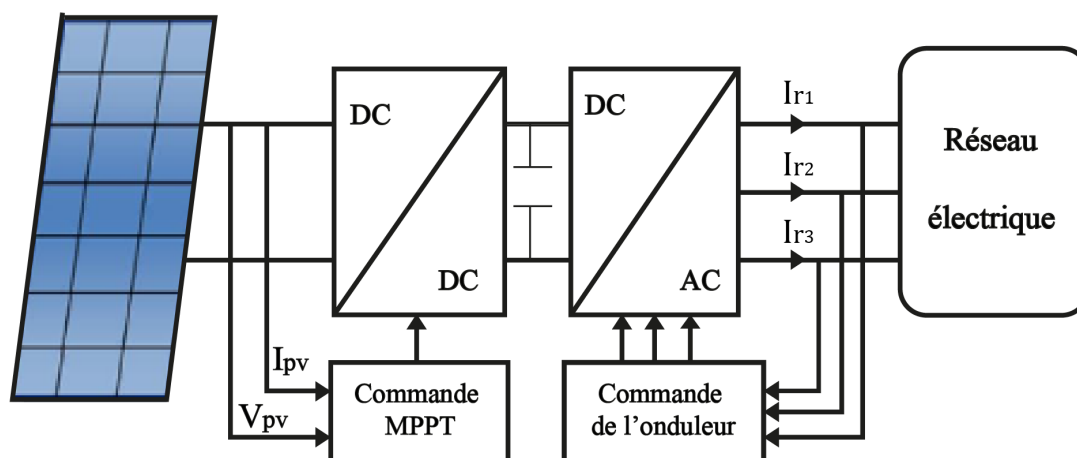 DC
DC
DC
AC
Ir1
Ir2
Ir3
Réseau
électrique
Ipv
Vpv
Commande
MPPT
Commande
de l’onduleur